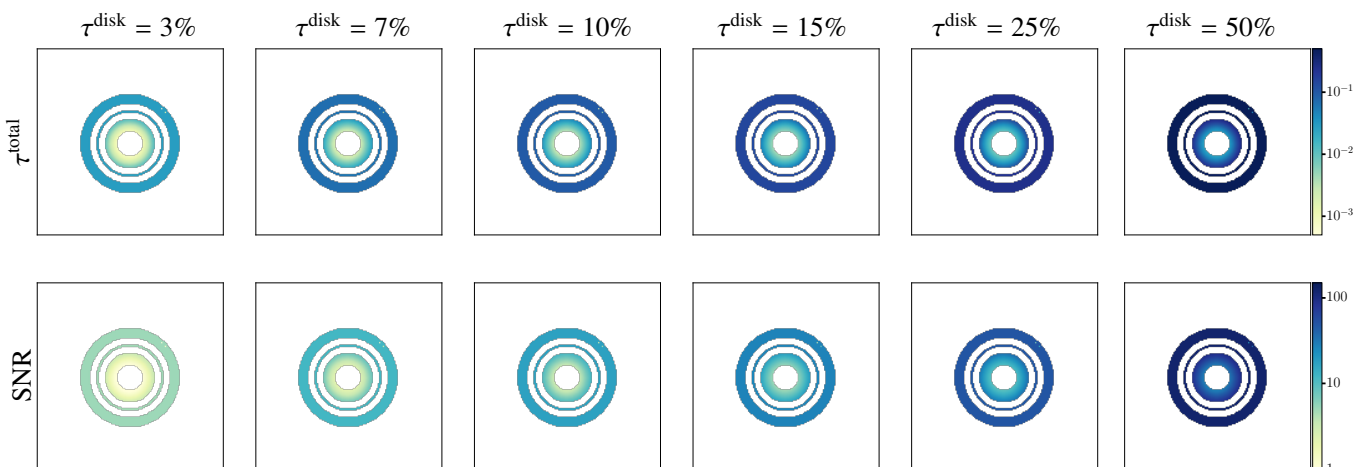 τ^disk = 3% τ^disk = 7% τ^disk = 10% τ^disk = 15% τ^disk = 25% τ^disk = 50%
τ^total
10^−1
10^−2
10^−3
SNR
100
10